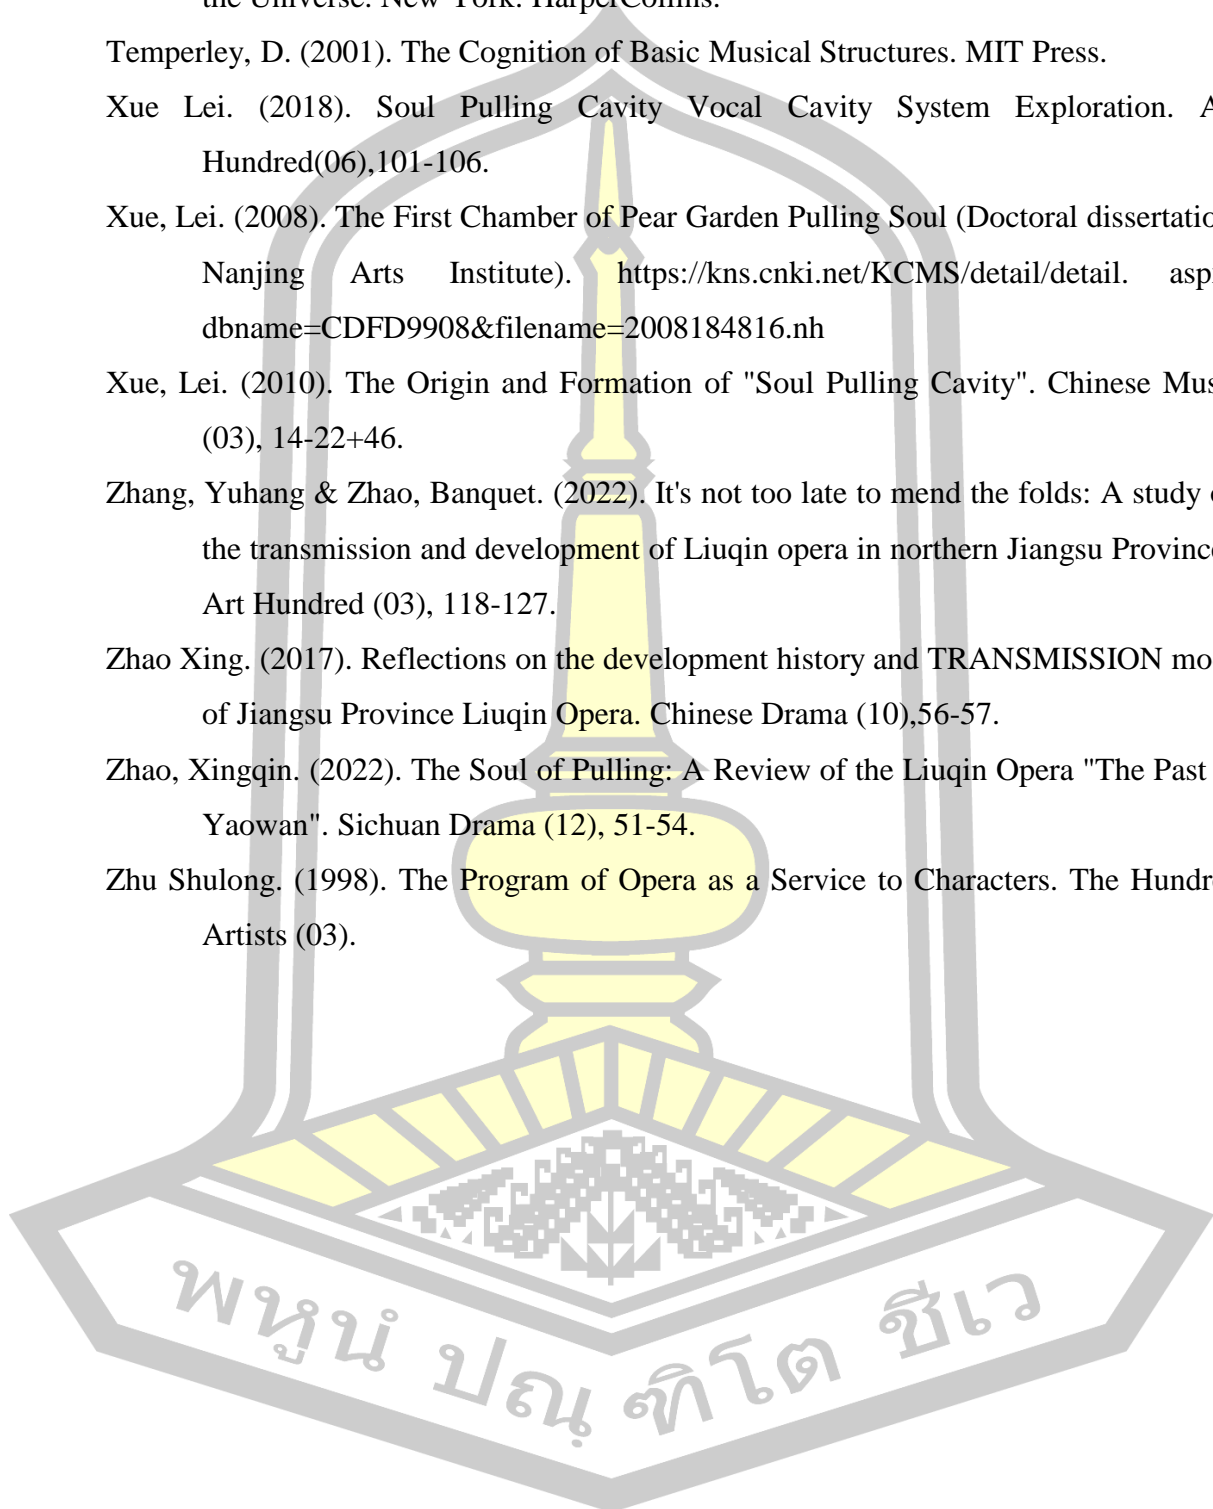 the Universe. New York: HarperCollins.
Temperley, D. (2001). The Cognition of Basic Musical Structures. MIT Press.
Xue Lei. (2018). Soul Pulling Cavity Vocal Cavity System Exploration.
Hundred(06),101-106.
Xue, Lei. (2008). The First Chamber of Pear Garden Pulling Soul (Doctoral
Nanjing Arts Institute). https://kns.cnki.net/KCMS/detail/detail.
dbname=CDFD9908&filename=2008184816.nh
Xue, Lei. (2010). The Origin and Formation of "Soul Pulling Cavity". Chinese
(03), 14-22+46.
Zhang, Yuhang & Zhao, Banquet. (2022). It's not too late to mend the folds: A study
the transmission and development of Liuqin opera in northern Jiangsu Province
Art Hundred (03), 118-127.
Zhao Xing. (2017). Reflections on the development history and TRANSMISSION
of Jiangsu Province Liuqin Opera. Chinese Drama (10),56-57.
Zhao, Xingqin. (2022). The Soul of Pulling: A Review of the Liuqin Opera "The Past
Yaowan". Sichuan Drama (12), 51-54.
Zhu Shulong. (1998). The Program of Opera as a Service to Characters. The
Artists (03).
พหูนํ ปณฺฑิโต ชีเว